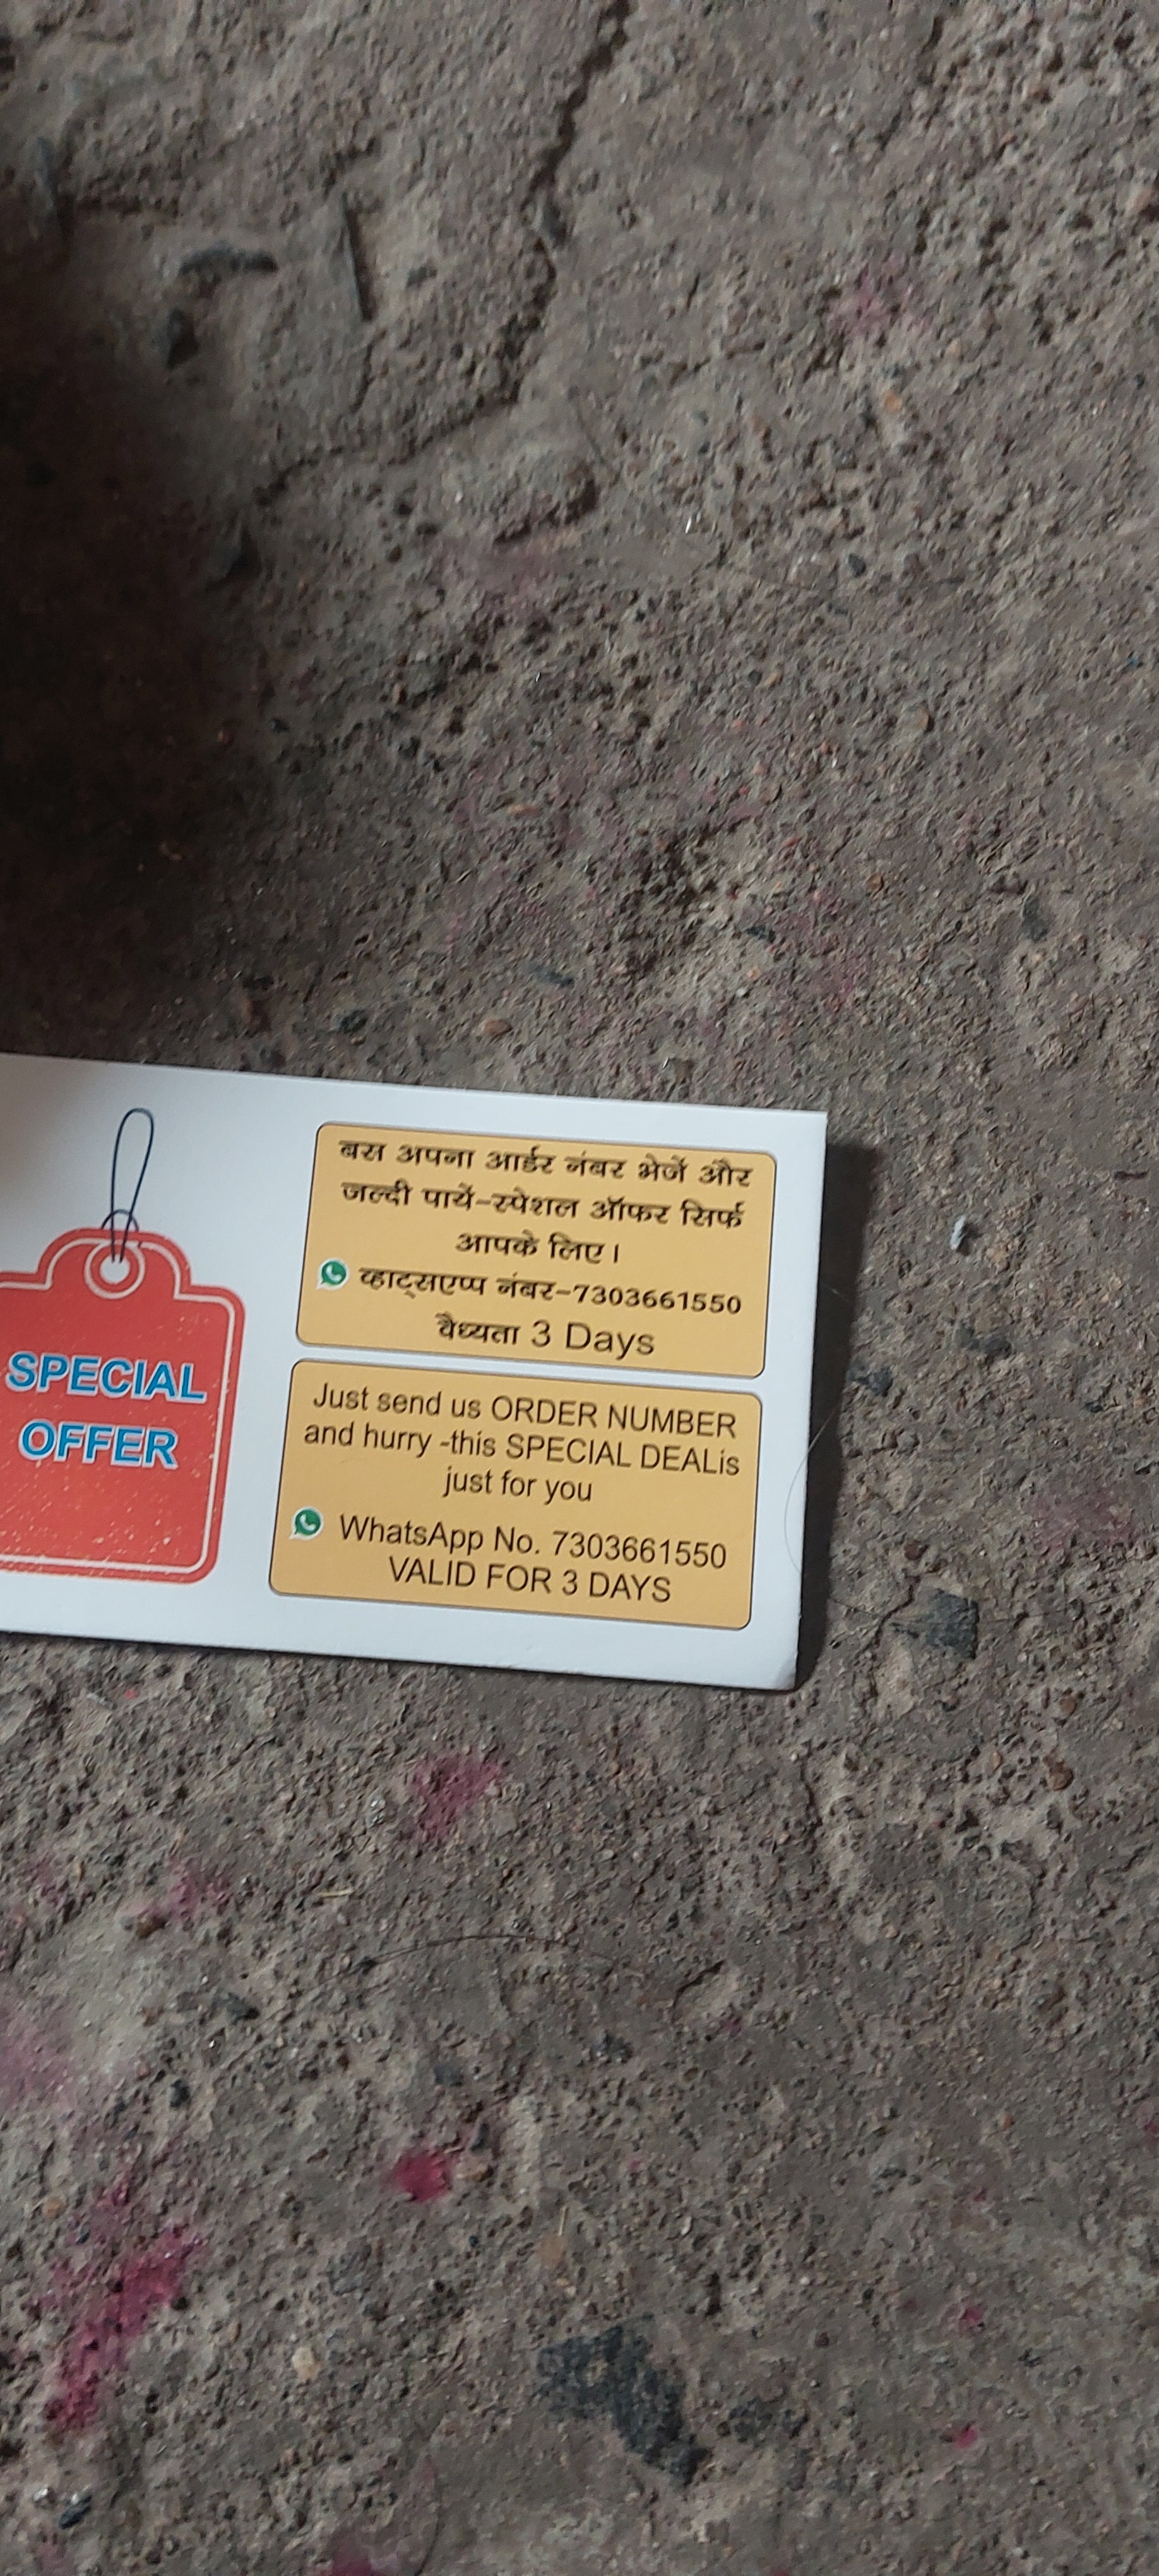 SPECIAL
OFFER
बस अपना आर्डर नंबर भेजें और
जल्दी पायें-स्पेशल ऑफर सिर्फ
आपके लिए।
व्हाट्सएप्प नंबर-7303661550
वैध्यता 3 Days
Just send us ORDER NUMBER
and hurry -this SPECIAL DEALis
just for you
WhatsApp No. 7303661550
VALID FOR 3 DAYS